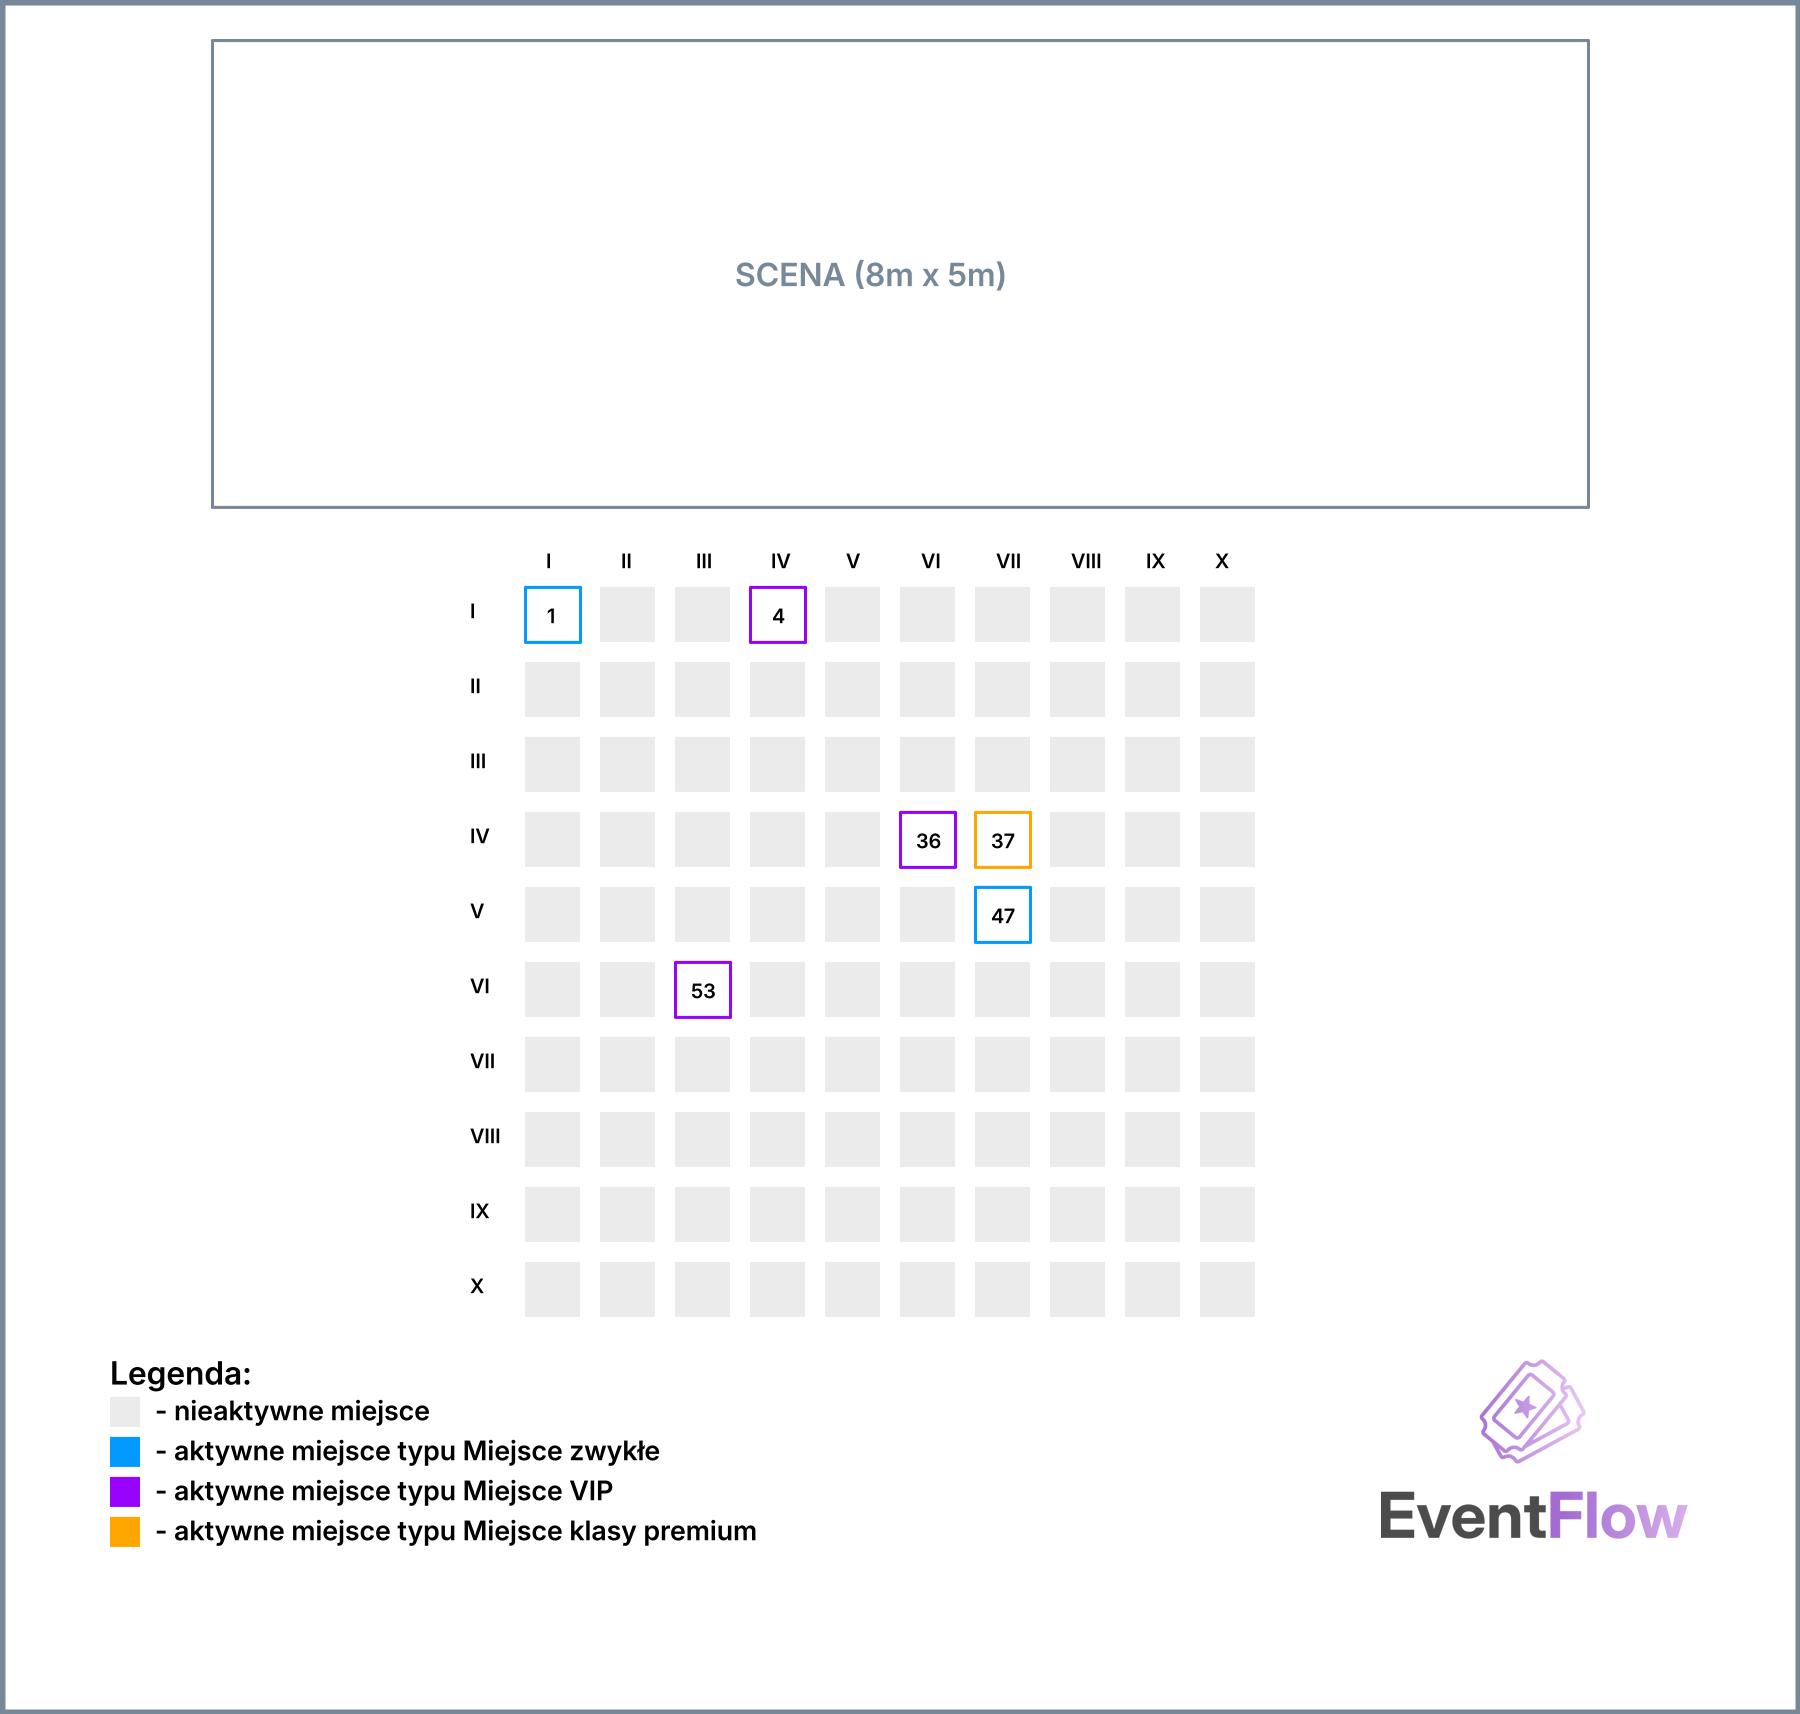 SCENA (8m x 5m)
I II III IV V VI VII VIII IX X
I 1 4
II
III
IV 36 37
V 47
VI 53
VII
VIII
IX
X
Legenda:
- nieaktywne miejsce
- aktywne miejsce typu Miejsce zwykłe
- aktywne miejsce typu Miejsce VIP
- aktywne miejsce typu Miejsce klasy premium
EventFlow